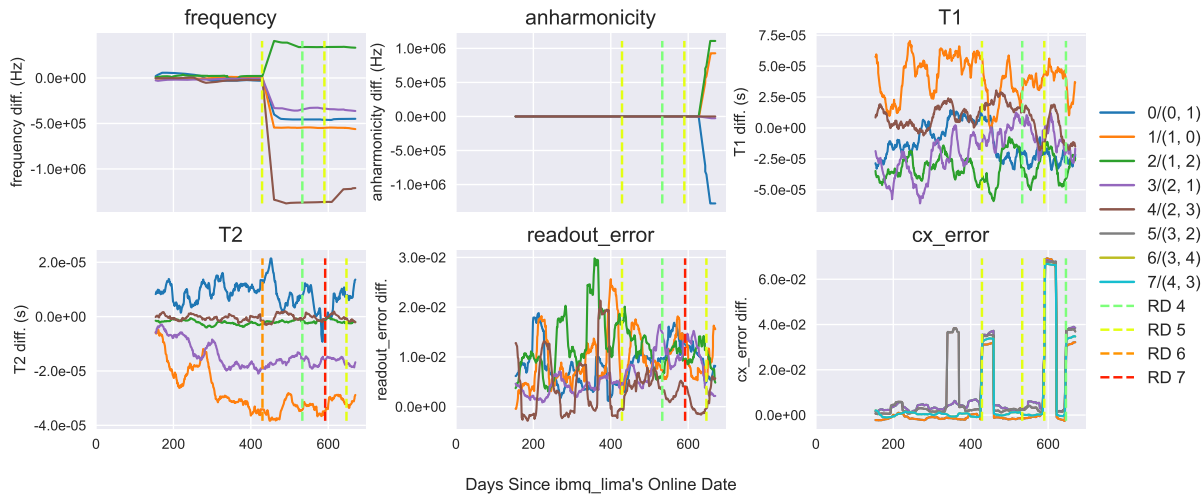 frequency
anharmonicity
T1
frequency diff. (Hz)
0.0e+00
-5.0e+05
-1.0e+06
anharmonicity diff. (Hz)
1.0e+06
5.0e+05
0.0e+00
-5.0e+05
-1.0e+06
T1 diff. (s)
7.5e-05
5.0e-05
2.5e-05
0.0e+00
-2.5e-05
-5.0e-05
T2
readout_error
cx_error
T2 diff. (s)
2.0e-05
0.0e+00
-2.0e-05
-4.0e-05
0 200 400 600
readout_error diff.
3.0e-02
2.0e-02
1.0e-02
0.0e+00
0 200 400 600
cx_error diff.
6.0e-02
4.0e-02
2.0e-02
0.0e+00
0 200 400 600
Days Since ibmq_lima's Online Date
0/(0, 1)
1/(1, 0)
2/(1, 2)
3/(2, 1)
4/(2, 3)
5/(3, 2)
6/(3, 4)
7/(4, 3)
RD 4
RD 5
RD 6
RD 7